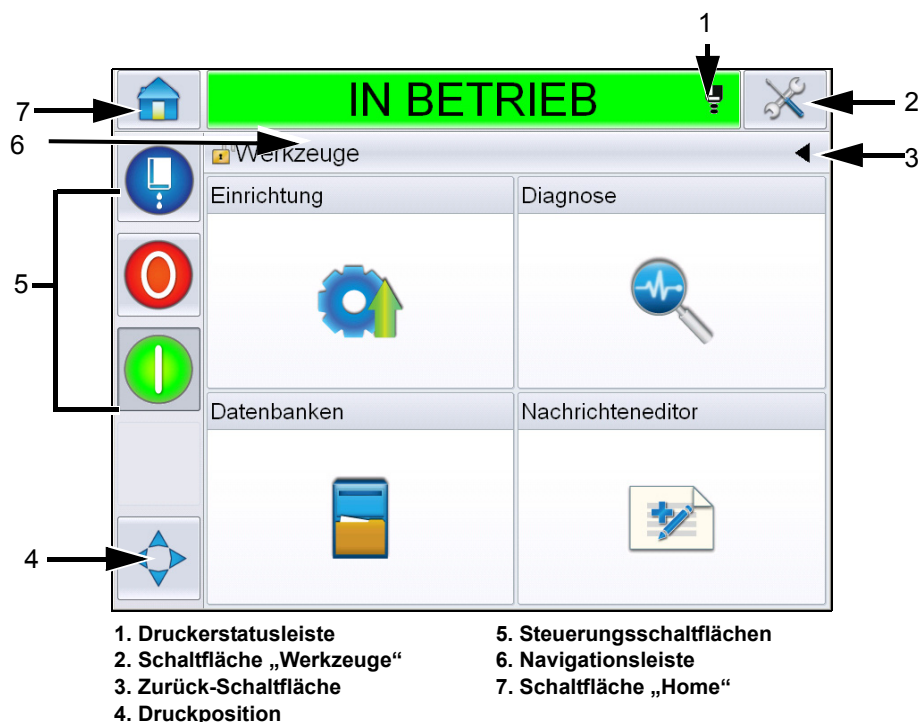 1
IN BETRIEB
7
2
6
Werkzeuge
3
Einrichtung
Diagnose
5
Datenbanken
Nachrichteneditor
4
1. Druckerstatusleiste
2. Schaltfläche „Werkzeuge“
3. Zurück-Schaltfläche
4. Druckposition
5. Steuerungsschaltflächen
6. Navigationsleiste
7. Schaltfläche „Home“